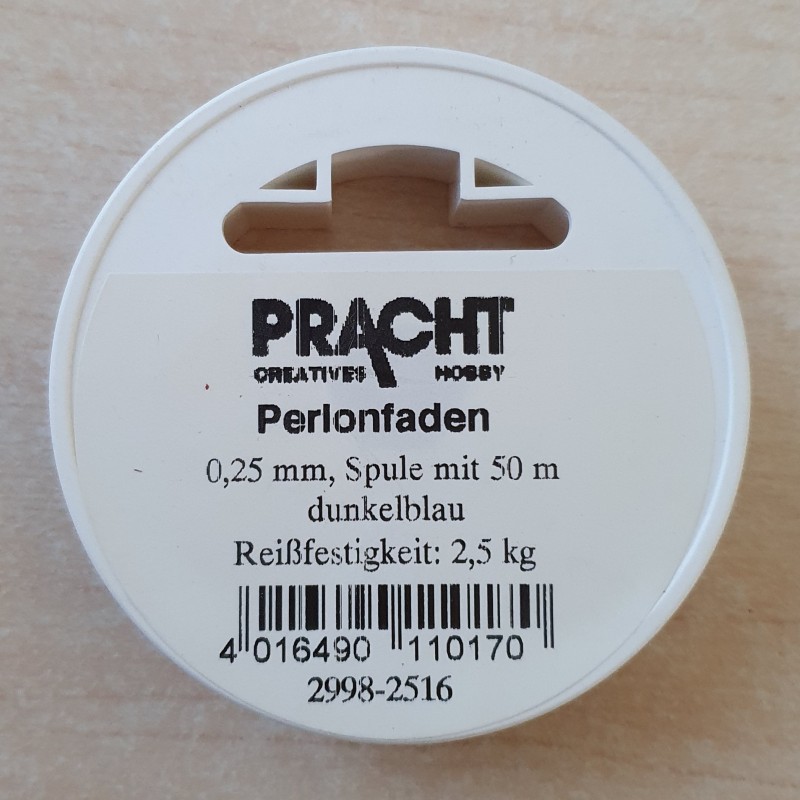 PRACHT
CREATIVES HOBBY
Perlonfaden
0,25 mm, Spule mit 50 m
dunkelblau
Reißfestigkeit: 2,5 kg
4 016490 110170
2998-2516